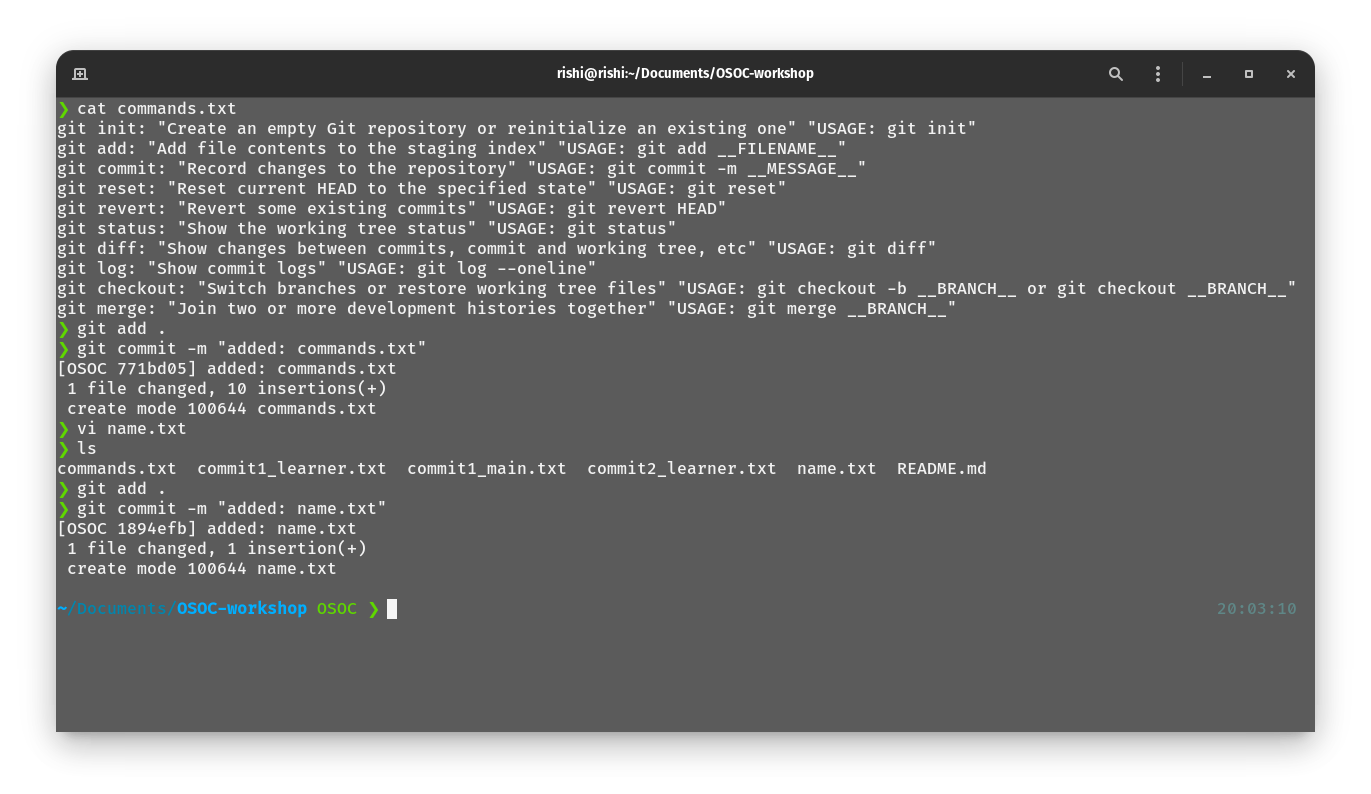 rishi@rishi:~/Documents/OSOC-workshop
❯ cat commands.txt
git init: "Create an empty Git repository or reinitialize an existing one" "USAGE: git init"
git add: "Add file contents to the staging index" "USAGE: git add __FILENAME__"
git commit: "Record changes to the repository" "USAGE: git commit -m __MESSAGE__"
git reset: "Reset current HEAD to the specified state" "USAGE: git reset"
git revert: "Revert some existing commits" "USAGE: git revert HEAD"
git status: "Show the working tree status" "USAGE: git status"
git diff: "Show changes between commits, commit and working tree, etc" "USAGE: git diff"
git log: "Show commit logs" "USAGE: git log --oneline"
git checkout: "Switch branches or restore working tree files" "USAGE: git checkout -b __BRANCH__ or git checkout __BRANCH__"
git merge: "Join two or more development histories together" "USAGE: git merge __BRANCH__"
❯ git add .
❯ git commit -m "added: commands.txt"
[OSOC 771bd05] added: commands.txt
 1 file changed, 10 insertions(+)
 create mode 100644 commands.txt
❯ vi name.txt
❯ ls
commands.txt  commit1_learner.txt  commit1_main.txt  commit2_learner.txt  name.txt  README.md
❯ git add .
❯ git commit -m "added: name.txt"
[OSOC 1894efb] added: name.txt
 1 file changed, 1 insertion(+)
 create mode 100644 name.txt
~/Documents/OSOC-workshop OSOC ❯ 20:03:10